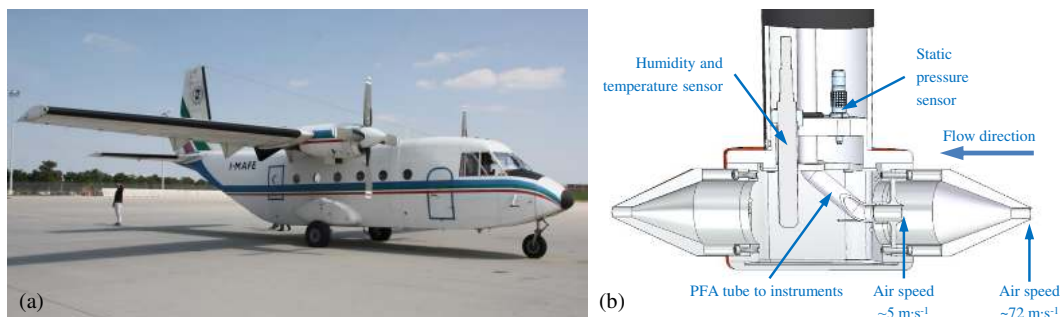 I-MAFE
(a)
Humidity and
temperature sensor
Static
pressure
sensor
Flow direction
PFA tube to instruments
Air speed
~5 m·s-1
Air speed
~72 m·s-1
(b)